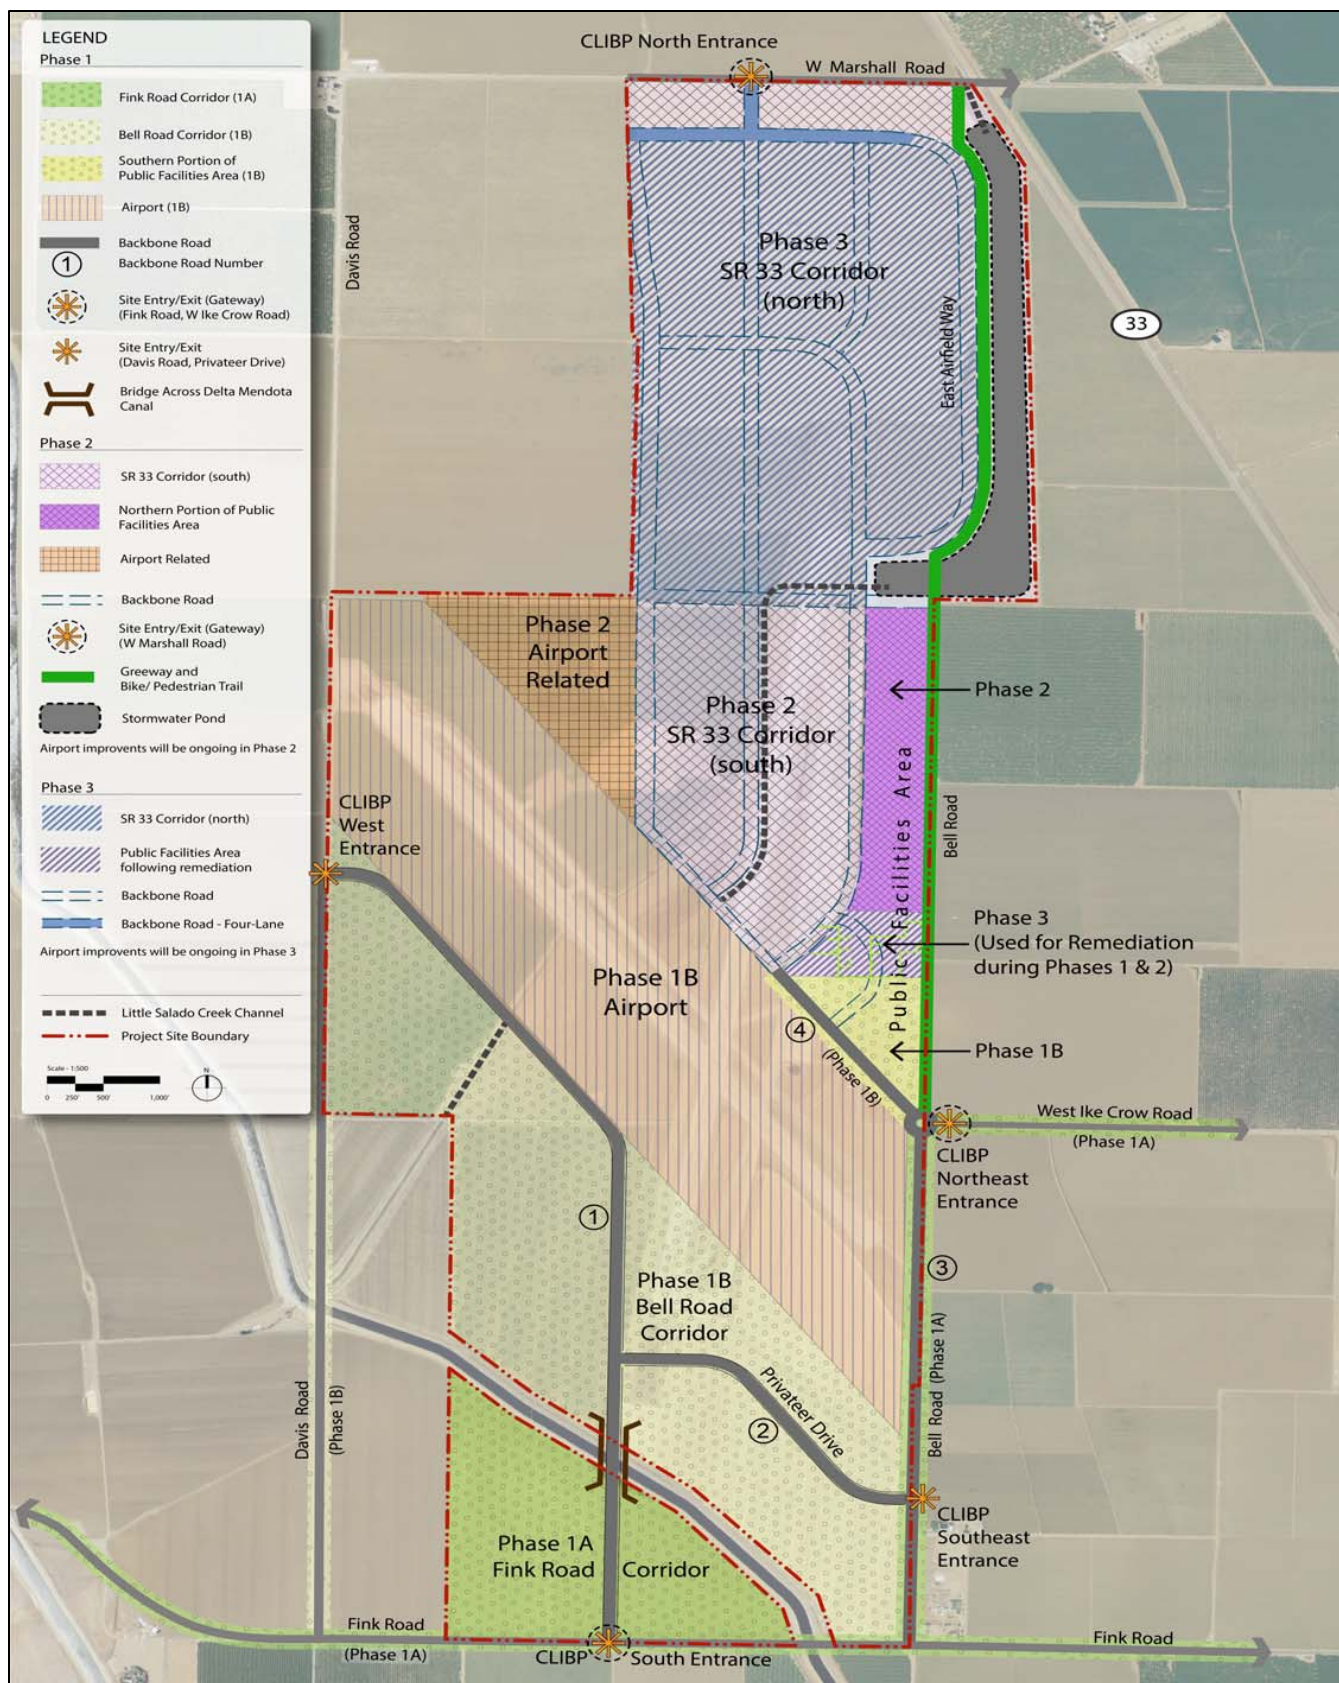 LEGEND
Phase 1
Fink Road Corridor (1A)
Bell Road Corridor (1B)
Southern Portion of
Public Facilities Area (1B)
Airport (1B)
Backbone Road
1
Backbone Road Number
Site Entry/Exit (Gateway)
(Fink Road, W Ike Crow Road)
Site Entry/Exit
(Davis Road, Privateer Drive)
Bridge Across Delta Mendota
Canal
Phase 2
SR 33 Corridor (south)
Northern Portion of Public
Facilities Area
Airport Related
Backbone Road
Site Entry/Exit (Gateway)
(W Marshall Road)
Greeway and
Bike/ Pedestrian Trail
Stormwater Pond
Airport improvents will be ongoing in Phase 2
Phase 3
SR 33 Corridor (north)
Public Facilities Area
following remediation
Backbone Road
Backbone Road - Four-Lane
Airport improvents will be ongoing in Phase 3
Little Salado Creek Channel
Project Site Boundary
Scale - 1:500
N
0 250' 500' 1,000'
CLIBP North Entrance
W Marshall Road
Davis Road
Phase 3
SR 33 Corridor
(north)
East Airfield Way
33
Phase 2
Airport
Related
Phase 2
SR 33 Corridor
(south)
Phase 2
Public Facilities Area
Bell Road
CLIBP
West
Entrance
Phase 3
(Used for Remediation
during Phases 1 & 2)
Phase 1B
Airport
4
(Phase 1B)
Phase 1B
West Ike Crow Road
(Phase 1A)
CLIBP
Northeast
Entrance
1
3
Phase 1B
Bell Road
Corridor
Privateer Drive
2
Bell Road (Phase 1A)
Davis Road
(Phase 1B)
CLIBP
Southeast
Entrance
Phase 1A
Fink Road Corridor
Fink Road
(Phase 1A)
CLIBP South Entrance
Fink Road